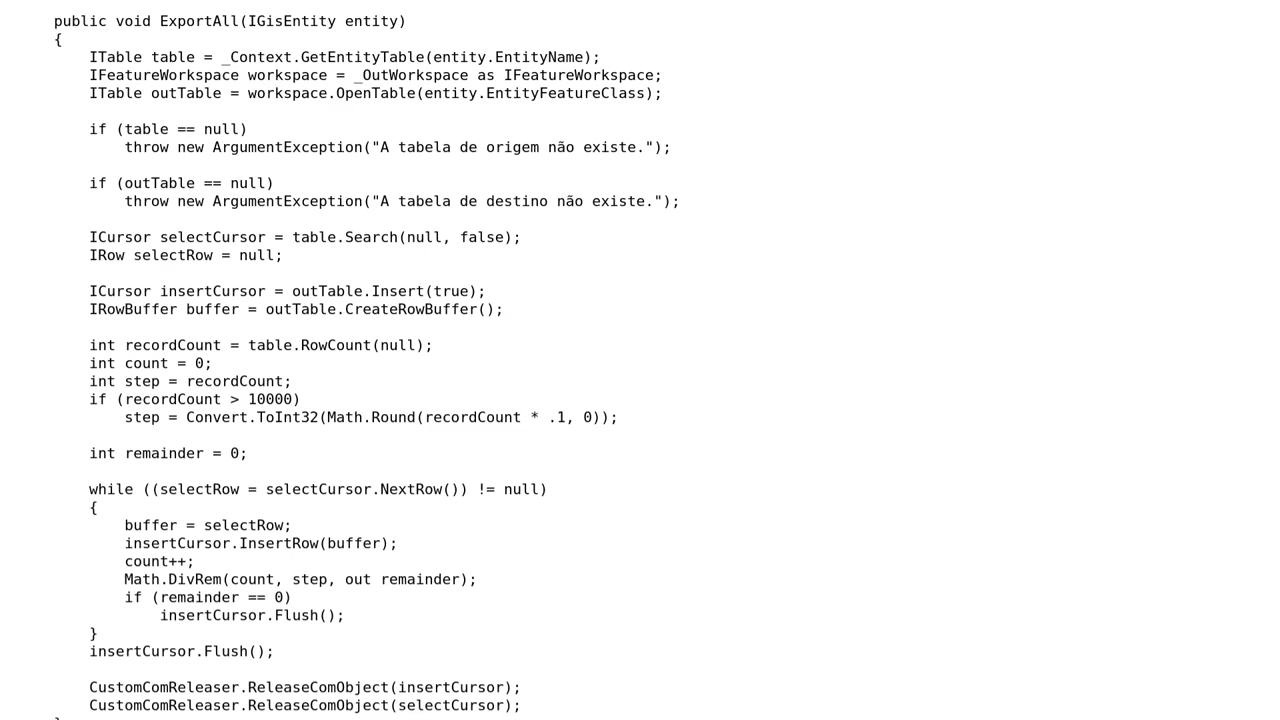 public void ExportAll(IGisEntity entity)
{
ITable table = _Context.GetEntityTable(entity.EntityName);
IFeatureWorkspace workspace = _OutWorkspace as IFeatureWorkspace;
ITable outTable = workspace.OpenTable(entity.EntityFeatureClass);
if (table == null)
throw new ArgumentException("A tabela de origem não existe.");
if (outTable == null)
throw new ArgumentException("A tabela de destino não existe.");
ICursor selectCursor = table.Search(null, false);
IRow selectRow = null;
ICursor insertCursor = outTable.Insert(true);
IRowBuffer buffer = outTable.CreateRowBuffer();
int recordCount = table.RowCount(null);
int count = 0;
int step = recordCount;
if (recordCount > 10000)
step = Convert.ToInt32(Math.Round(recordCount * .1, 0));
int remainder = 0;
while ((selectRow = selectCursor.NextRow()) != null)
{
buffer = selectRow;
insertCursor.InsertRow(buffer);
count++;
Math.DivRem(count, step, out remainder);
if (remainder == 0)
insertCursor.Flush();
}
insertCursor.Flush();
CustomComReleaser.ReleaseComObject(insertCursor);
CustomComReleaser.ReleaseComObject(selectCursor);
}